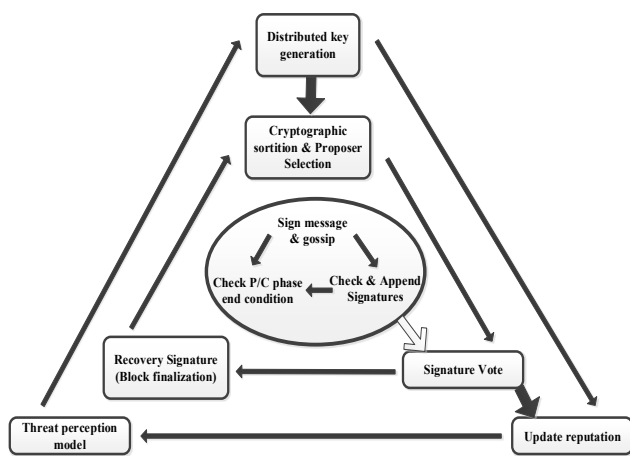 Distributed key
generation
Cryptographic
sortition & Proposer
Selection
Sign message
& gossip
Check P/C phase
end condition
Check & Append
Signatures
Recovery Signature
(Block finalization)
Signature Vote
Threat perception
model
Update reputation